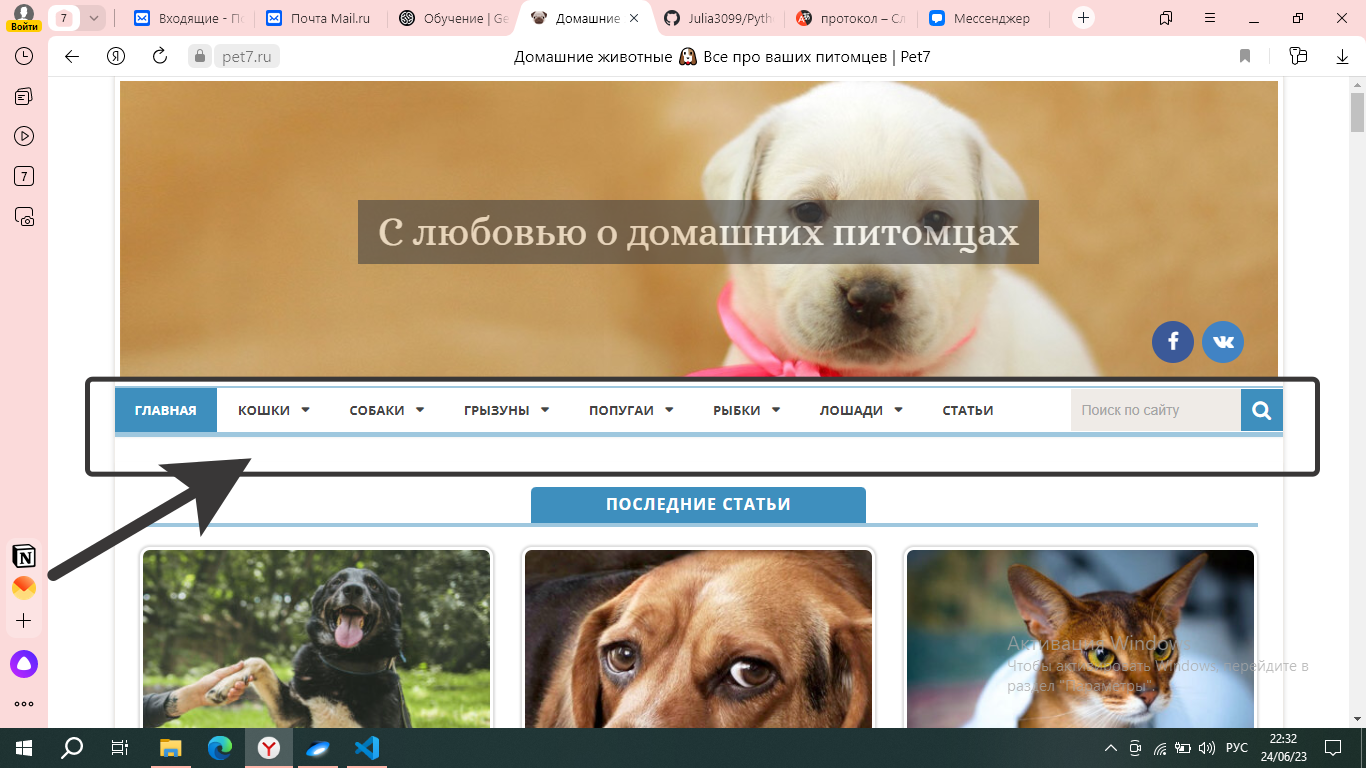 Войти
7
Входящие - По
Почта Mail.ru
Обучение | Ge
Домашние
Julia3099/Pyth
протокол – Сл
Мессенджер
pet7.ru
Домашние животные Все про ваших питомцев | Pet7
7
С любовью о домашних питомцах
ГЛАВНАЯ КОШКИ СОБАКИ ГРЫЗУНЫ ПОПУГАИ РЫБКИ ЛОШАДИ СТАТЬИ
Поиск по сайту
ПОСЛЕДНИЕ СТАТЬИ
Активация Windows
Чтобы активировать Windows, перейдите в
раздел "Параметры".
РУС
22:32
24/06/23